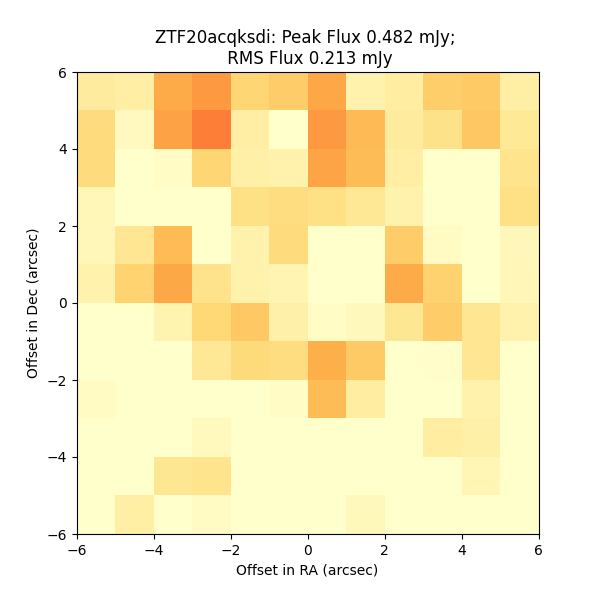 ZTF20acqksdi: Peak Flux 0.482 mJy;
RMS Flux 0.213 mJy
6
4
2
0
−2
−4
−6
Offset in Dec (arcsec)
−6 −4 −2 0 2 4 6
Offset in RA (arcsec)